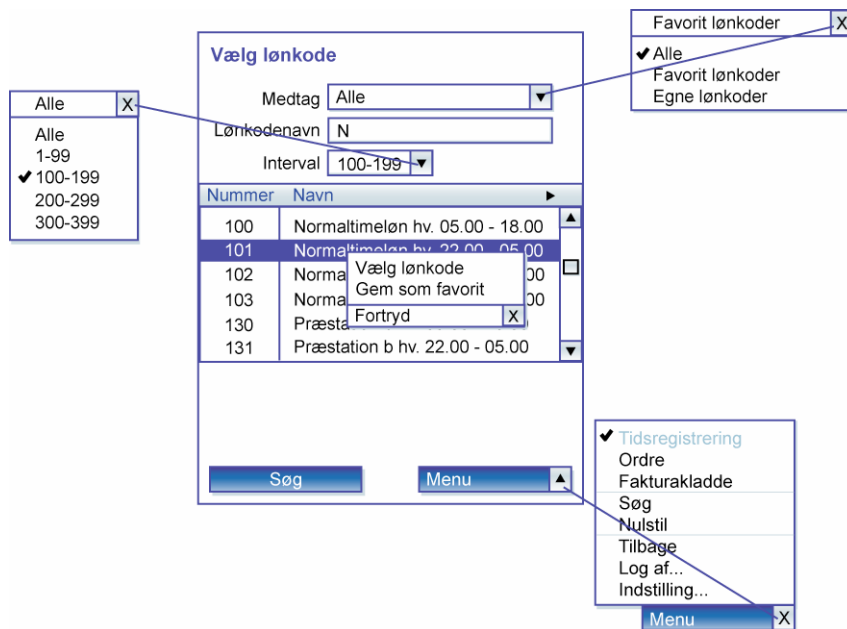 Favorit lønkoder X
Alle
Favorit lønkoder
Egne lønkoder
Vælg lønkode
Medtag Alle
Lønkodenavn N
Interval 100-199
Alle X
Alle
1-99
100-199
200-299
300-399
Nummer Navn
100 Normaltimeløn hv. 05.00 - 18.00
101 Normaltimeløn hv. 22.00 - 05.00
102 Norma 00
103 Norma 00
130 Præsta
131 Præstation b hv. 22.00 - 05.00
Vælg lønkode
Gem som favorit
Fortryd X
Søg Menu
Tidsregistrering
Ordre
Fakturakladde
Søg
Nulstil
Tilbage
Log af...
Indstilling...
Menu X